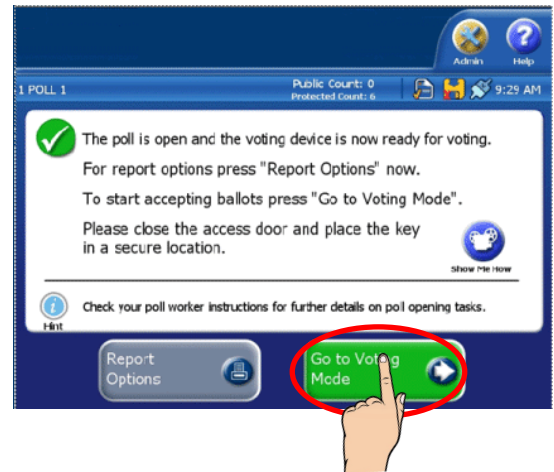 Admin Help
1 POLL 1 Public Count: 0 9:29 AM
Protected Count: 6
The poll is open and the voting device is now ready for voting.
For report options press "Report Options" now.
To start accepting ballots press "Go to Voting Mode".
Please close the access door and place the key
in a secure location.
Show Me How
Check your poll worker instructions for further details on poll opening tasks.
Hint
Report
Options
Go to Voting
Mode